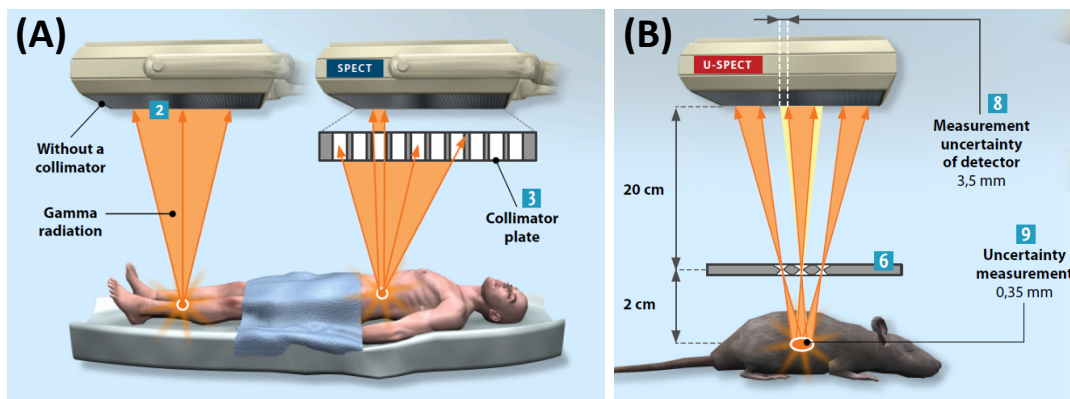 (A)
SPECT
2
Without a
collimator
Gamma
radiation
3
Collimator
plate
(B)
U-SPECT
8
Measurement
uncertainty
of detector
3,5 mm
20 cm
6
9
Uncertainty
measurement
0,35 mm
2 cm